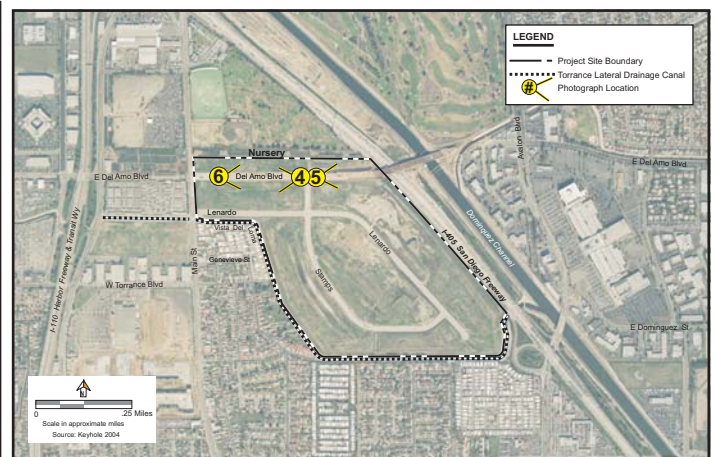 LEGEND
Project Site Boundary
Torrance Lateral Drainage Canal
# Photograph Location
Nursery
6
Del Amo Blvd
4
5
E Del Amo Blvd
Avalon Blvd
E Del Amo Blvd
Lenardo
Vista Del Loma
Main St
Genevieve St
W Torrance Blvd
I-110 Harbor Freeway & Transit Wy
Stamps
Lenardo
I-405 San Diego Freeway
Dominquez Channel
E Dominguez St
N
0 .25 Miles
Scale in approximate miles
Source: Keyhole 2004